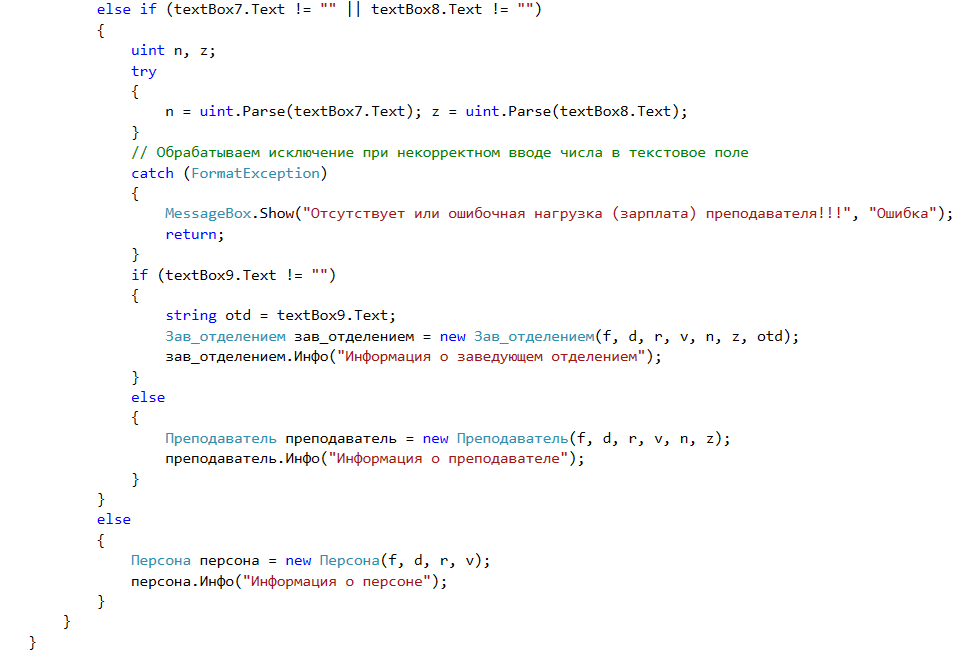 else if (textBox7.Text != "" || textBox8.Text != "")
{
uint n, z;
try
{
n = uint.Parse(textBox7.Text); z = uint.Parse(textBox8.Text);
}
// Обрабатываем исключение при некорректном вводе числа в текстовое поле
catch (FormatException)
{
MessageBox.Show("Отсутствует или ошибочная нагрузка (зарплата) преподавателя!!!", "Ошибка");
return;
}
if (textBox9.Text != "")
{
string otd = textBox9.Text;
Зав_отделением зав_отделением = new Зав_отделением(f, d, r, v, n, z, otd);
зав_отделением.Инфо("Информация о заведующем отделением");
}
else
{
Преподаватель преподаватель = new Преподаватель(f, d, r, v, n, z);
преподаватель.Инфо("Информация о преподавателе");
}
}
else
{
Персона персона = new Персона(f, d, r, v);
персона.Инфо("Информация о персоне");
}
}
}